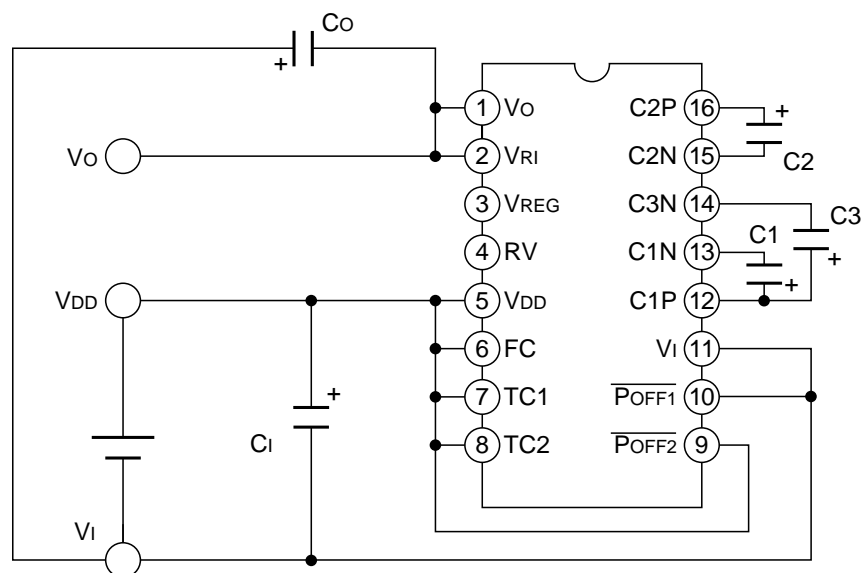 CO
+
1 VO
C2P 16
+
VO
2 VRI
C2N 15
C2
3 VREG
C3N 14
C3
4 RV
C1N 13
C1
+
VDD
5 VDD
C1P 12
+
6 FC
VI 11
7 TC1
POFF1 10
+
CI
8 TC2
POFF2 9
VI